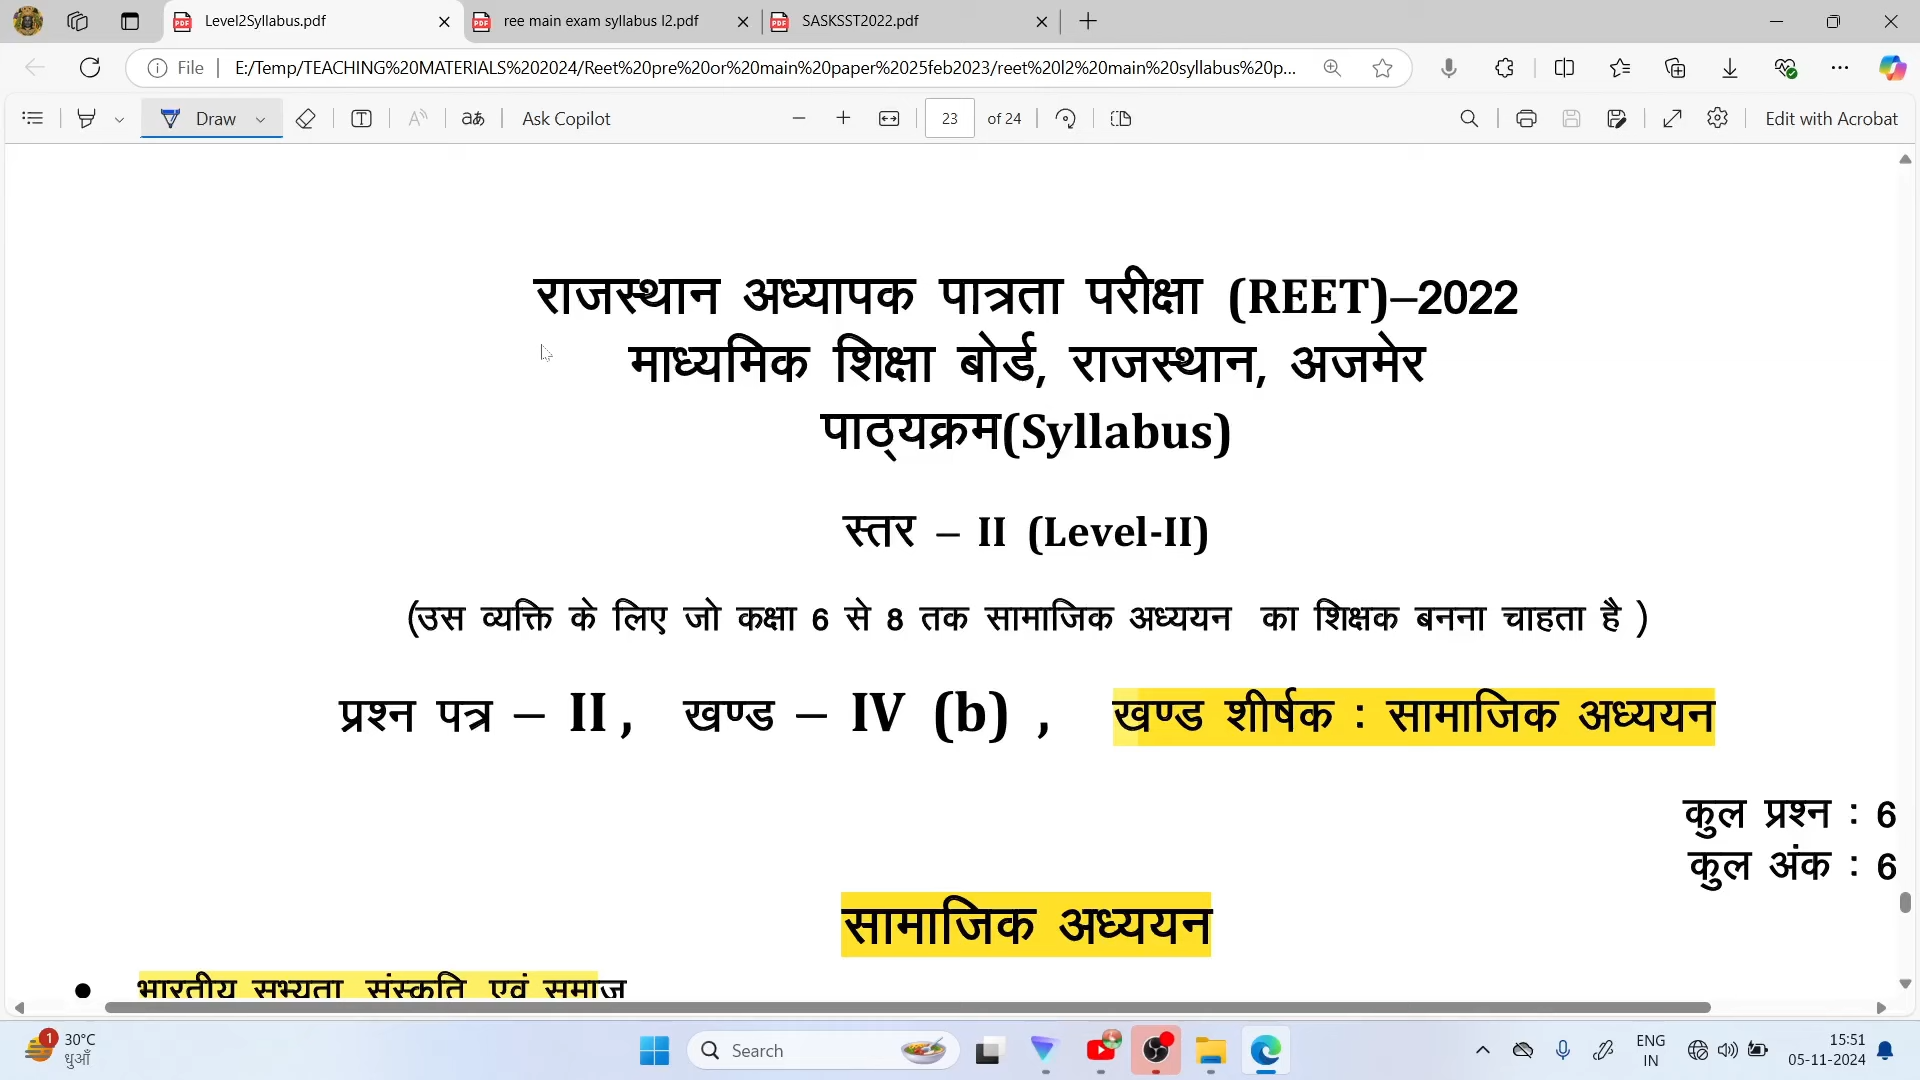 Level2Syllabus.pdf
ree main exam syllabus l2.pdf
SASKSST2022.pdf
File
E:/Temp/TEACHING%20MATERIALS%202024/Reet%20pre%20or%20main%20paper%2025feb2023/reet%20l2%20main%20syllabus%20p...
Draw
aあ
Ask Copilot
23
of 24
Edit with Acrobat
राजस्थान अध्यापक पात्रता परीक्षा (REET)–2022
माध्यमिक शिक्षा बोर्ड, राजस्थान, अजमेर
पाठ्यक्रम(Syllabus)
स्तर – II (Level-II)
(उस व्यक्ति के लिए जो कक्षा 6 से 8 तक सामाजिक अध्ययन का शिक्षक बनना चाहता है )
प्रश्न पत्र – II, खण्ड – IV (b) , खण्ड शीर्षक : सामाजिक अध्ययन
कुल प्रश्न : 6
कुल अंक : 6
सामाजिक अध्ययन
● भारतीय सभ्यता, संस्कृति एवं समाज
1
30°C
धुआँ
Search
ENG
IN
15:51
05-11-2024